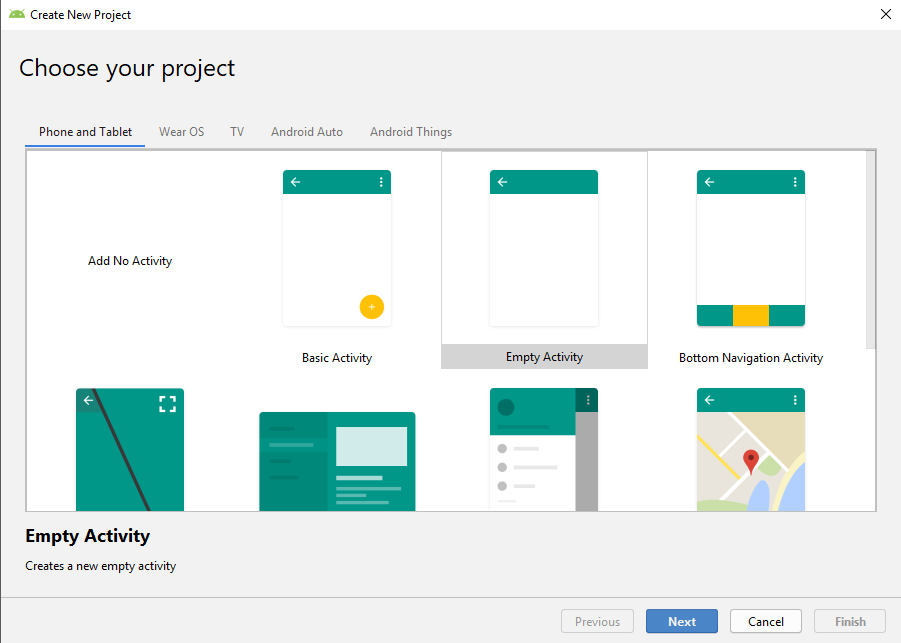 Create New Project
Choose your project
Phone and Tablet Wear OS TV Android Auto Android Things
Add No Activity
Basic Activity
Empty Activity
Bottom Navigation Activity
Empty Activity
Creates a new empty activity
Previous Next Cancel Finish